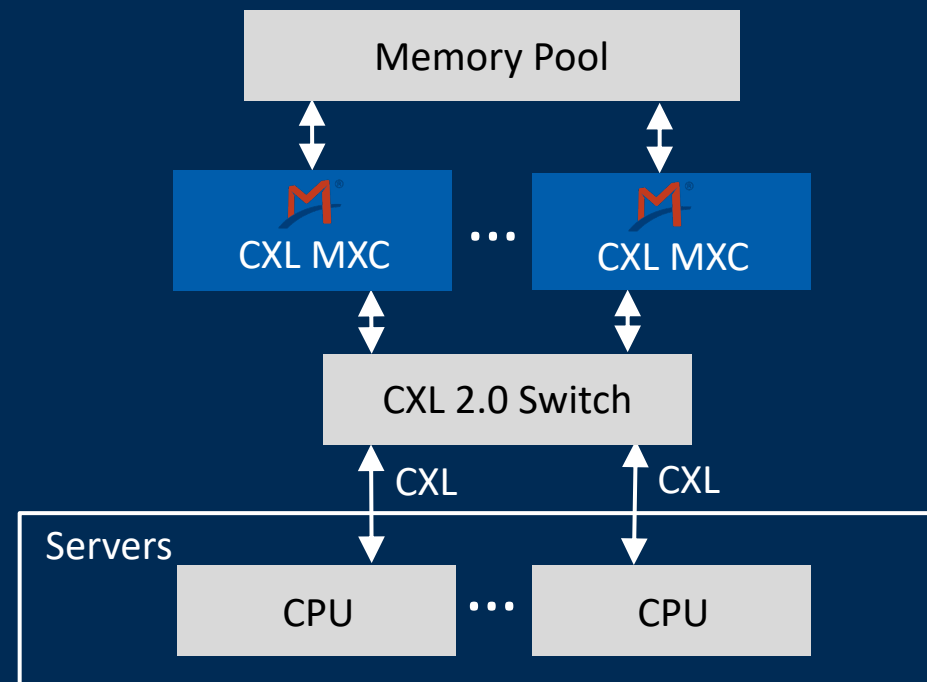 Memory Pool
M®
CXL MXC
...
M®
CXL MXC
CXL 2.0 Switch
CXL
CXL
Servers
CPU
...
CPU